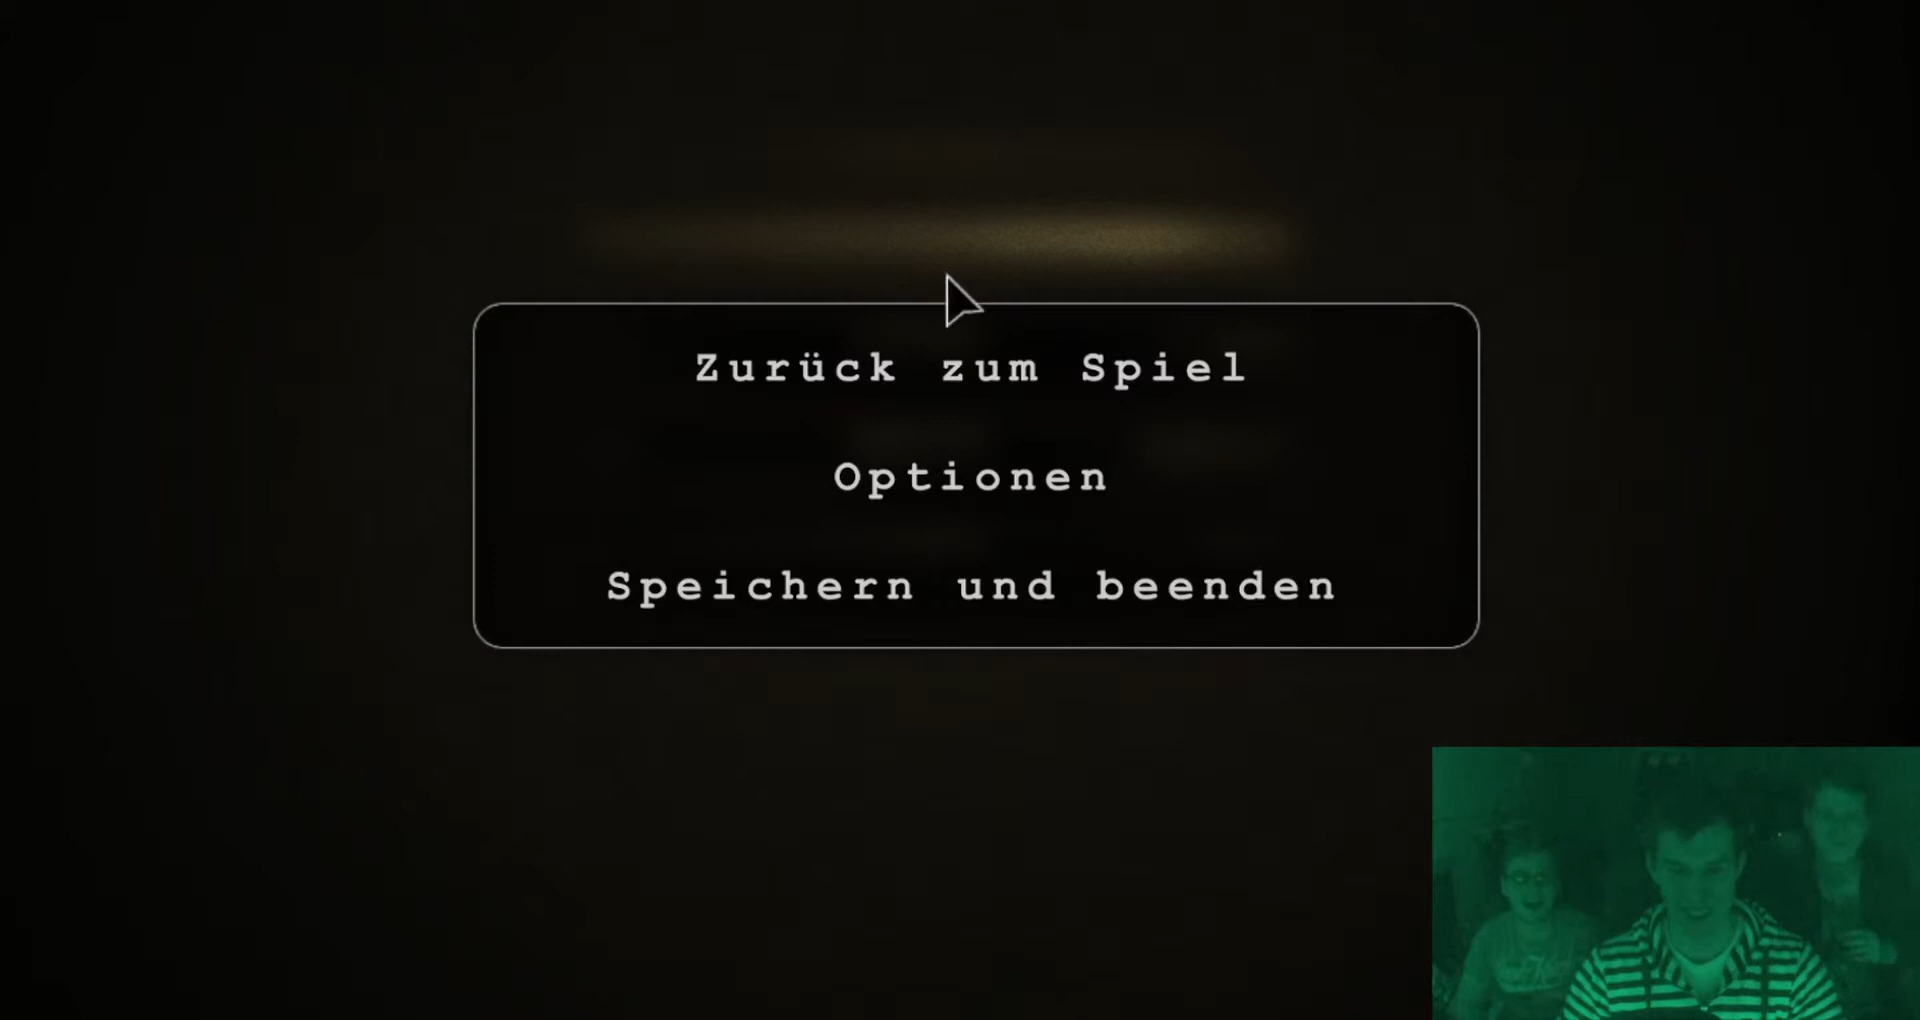 Zurück zum Spiel
Optionen
Speichern und beenden